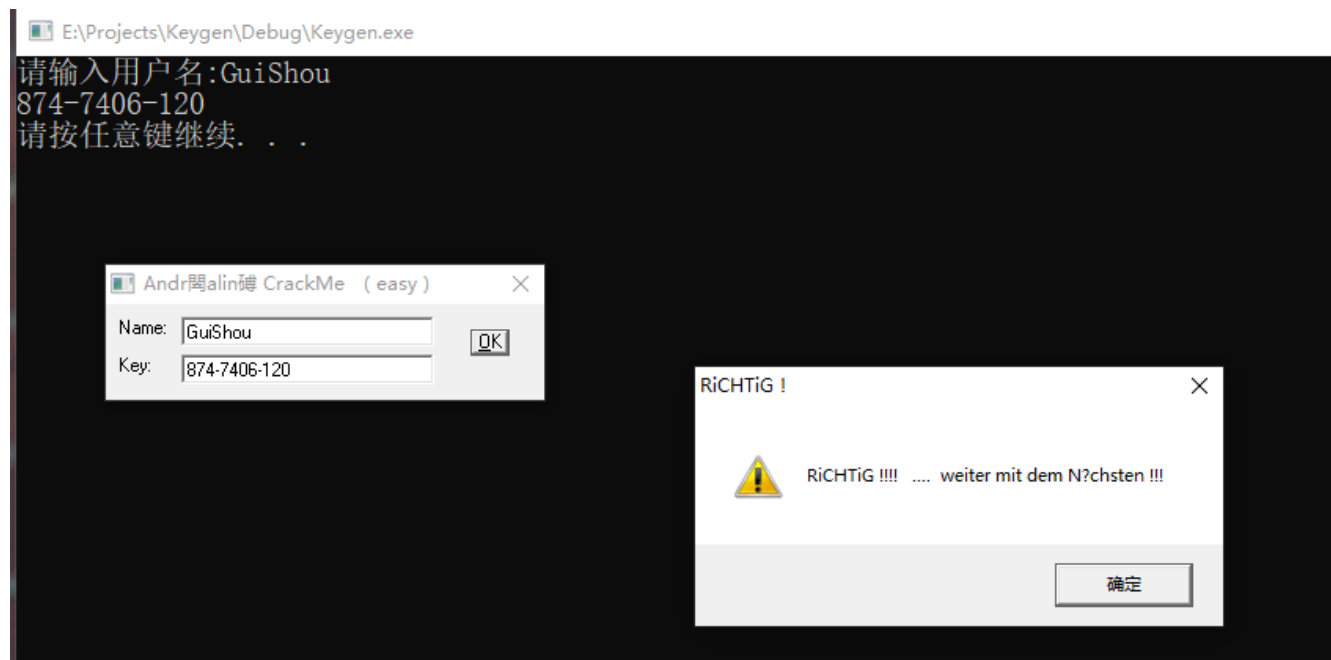 E:\Projects\Keygen\Debug\Keygen.exe
请输入用户名:GuiShou
874-7406-120
请按任意键继续. . .
Andr閚alin磗 CrackMe （easy）
Name: GuiShou
OK
Key: 874-7406-120
RiCHTiG !
RiCHTiG !!!! .... weiter mit dem N?chsten !!!
确定